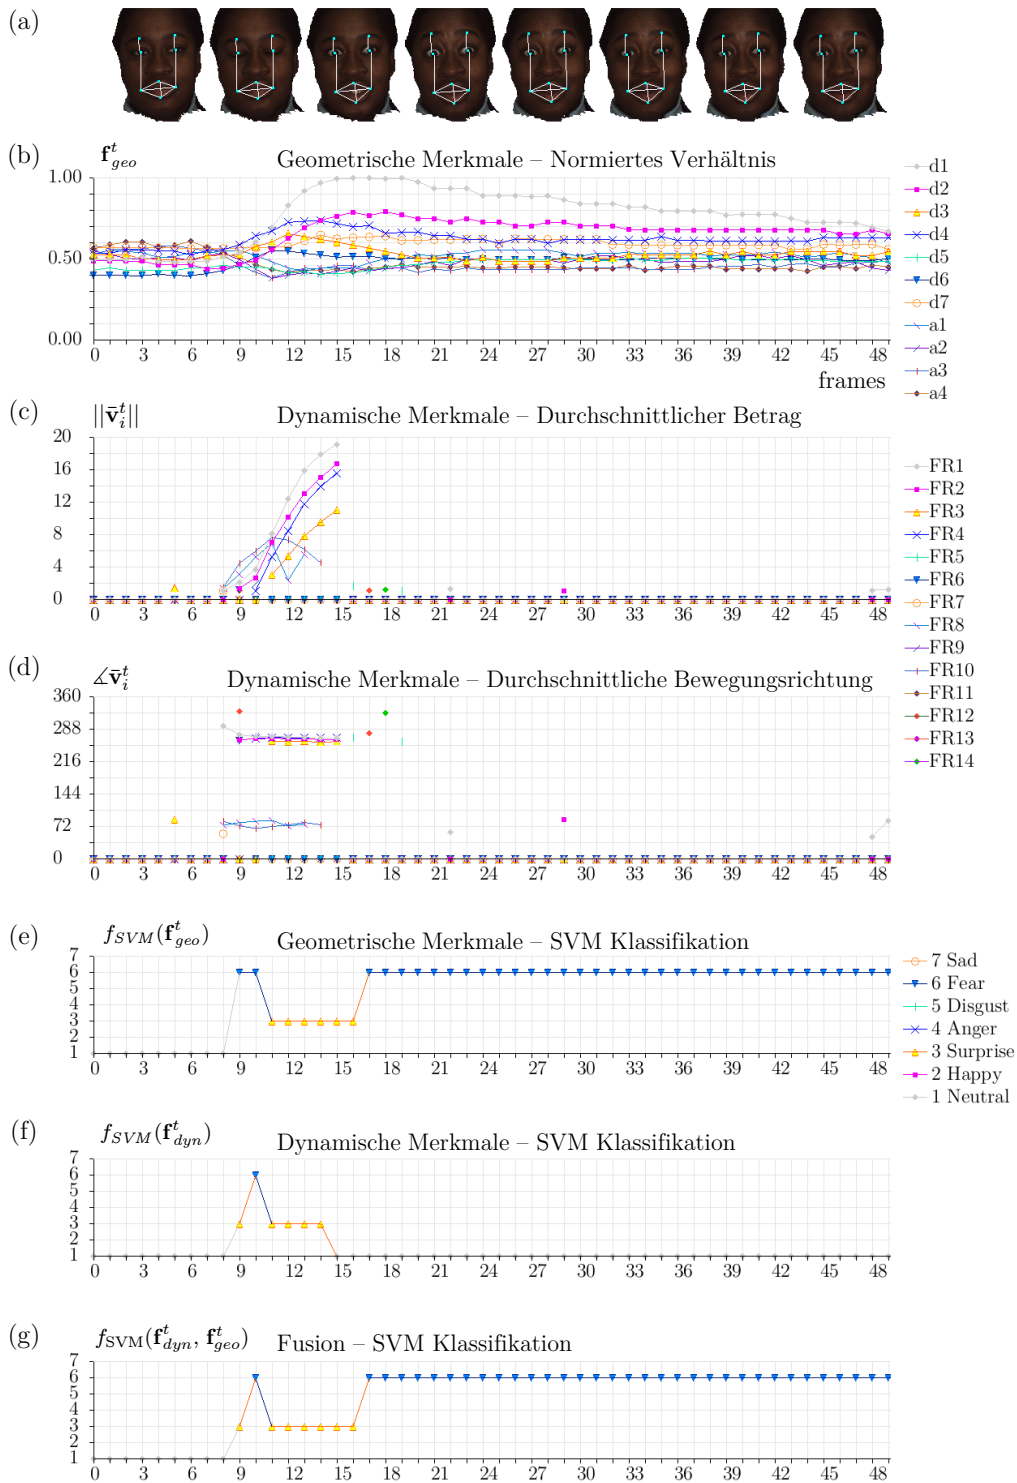 (a)
(b) f^t_geo Geometrische Merkmale – Normiertes Verhältnis
1.00
0.50
0.00
0 3 6 9 12 15 18 21 24 27 30 33 36 39 42 45 48
frames
d1
d2
d3
d4
d5
d6
d7
a1
a2
a3
a4
(c) ||v̄^t_i|| Dynamische Merkmale – Durchschnittlicher Betrag
20
16
12
8
4
0
0 3 6 9 12 15 18 21 24 27 30 33 36 39 42 45 48
FR1
FR2
FR3
FR4
FR5
FR6
FR7
FR8
FR9
FR10
FR11
FR12
FR13
FR14
(d) ∡v̄^t_i Dynamische Merkmale – Durchschnittliche Bewegungsrichtung
360
288
216
144
72
0
0 3 6 9 12 15 18 21 24 27 30 33 36 39 42 45 48
(e) f_SVM(f^t_geo) Geometrische Merkmale – SVM Klassifikation
7
6
5
4
3
2
1
0 3 6 9 12 15 18 21 24 27 30 33 36 39 42 45 48
7 Sad
6 Fear
5 Disgust
4 Anger
3 Surprise
2 Happy
1 Neutral
(f) f_SVM(f^t_dyn) Dynamische Merkmale – SVM Klassifikation
7
6
5
4
3
2
1
0 3 6 9 12 15 18 21 24 27 30 33 36 39 42 45 48
(g) f_SVM(f^t_dyn, f^t_geo) Fusion – SVM Klassifikation
7
6
5
4
3
2
1
0 3 6 9 12 15 18 21 24 27 30 33 36 39 42 45 48